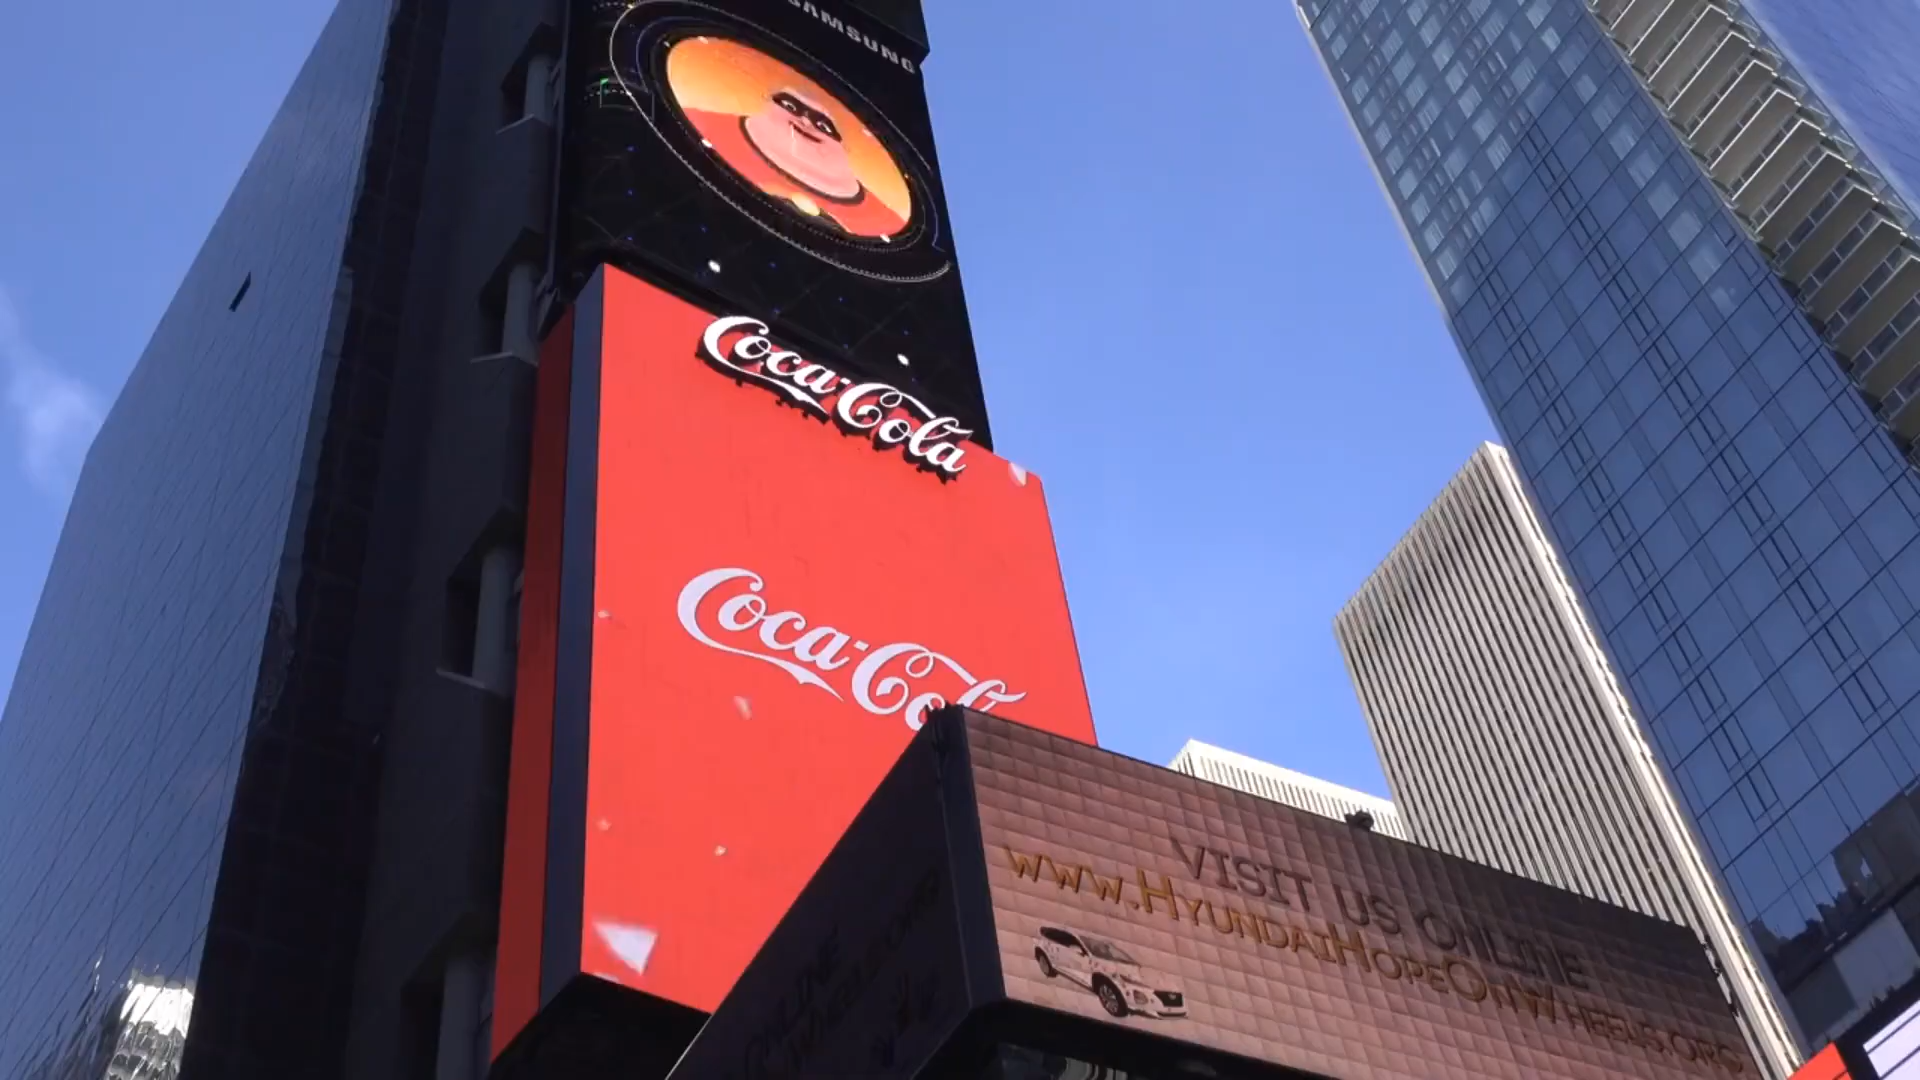 SAMSUNG
Coca-Cola
Coca-Col
VISIT US ONLINE
www.HyundaiHopeOnWheels.org